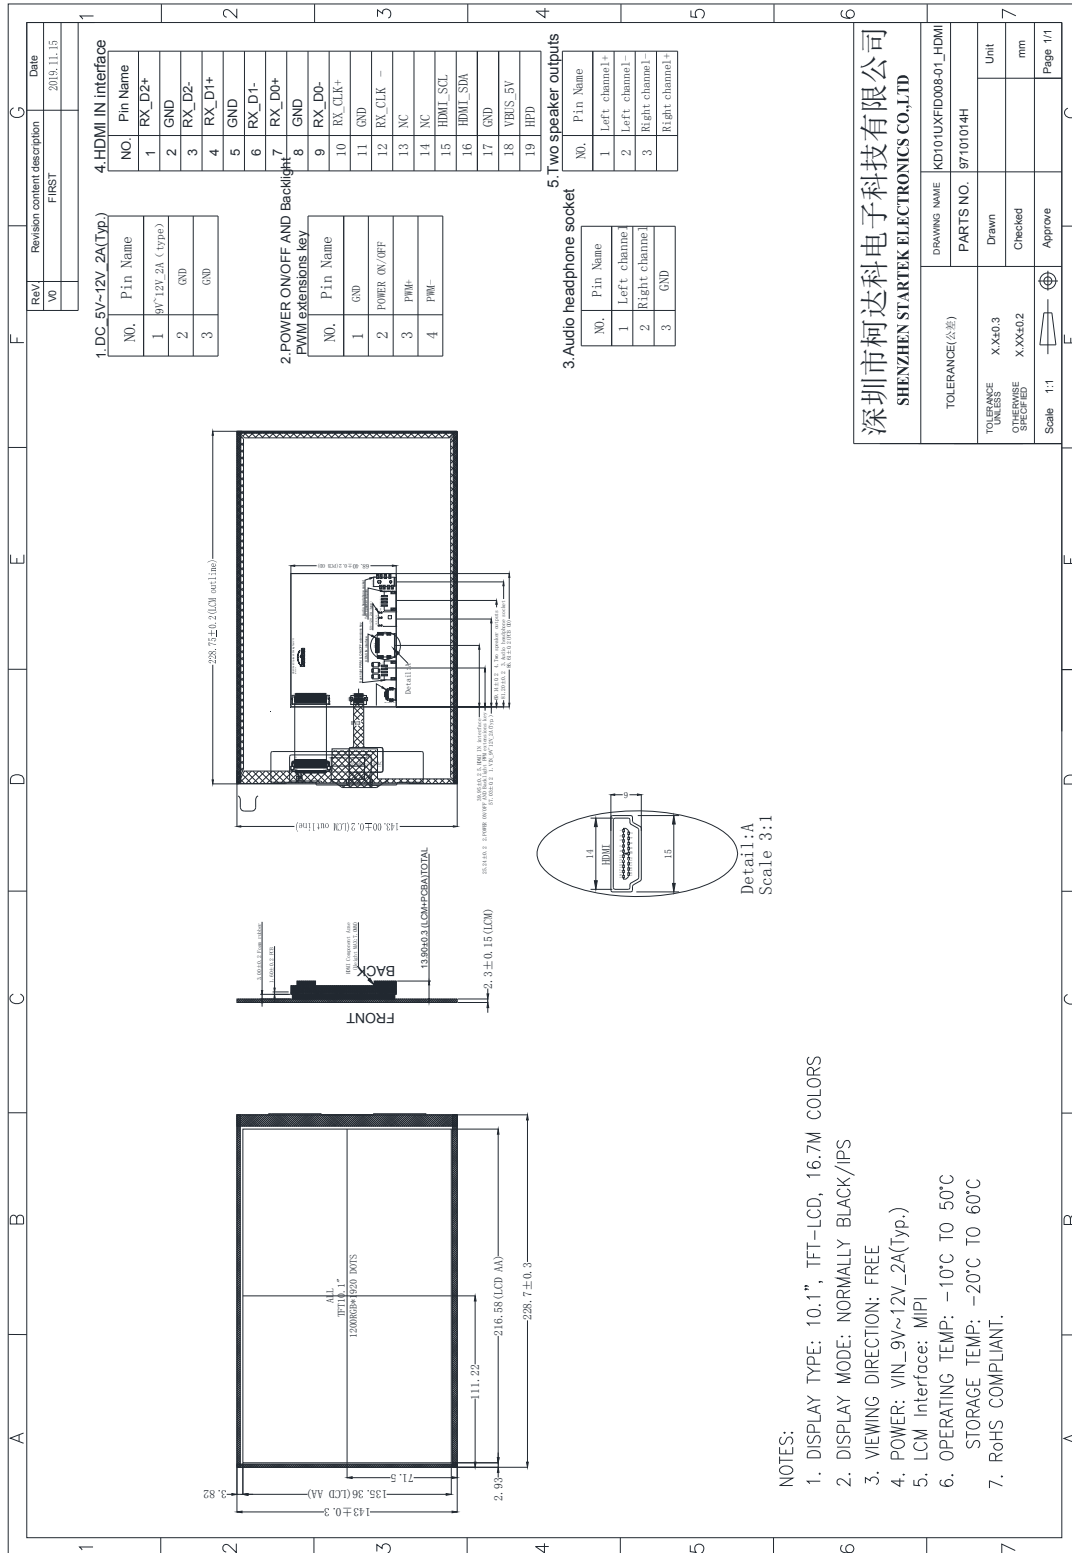 A
B
C
D
E
F
G
1
2
3
4
5
6
7
Rev.
Revision content description
Date
V0
FIRST
2019.11.15
1.DC_5V~12V_2A(Typ.)
NO. Pin Name
1 9V~12V_2A (type)
2 GND
3 GND
2.POWER ON/OFF AND Backlight
PWM extensions key
NO. Pin Name
1 GND
2 POWER ON/OFF
3 PWM+
4 PWM-
3.Audio headphone socket
NO. Pin Name
1 Left channel
2 Right channel
3 GND
4.HDMI IN interface
NO. Pin Name
1 RX_D2+
2 GND
3 RX_D2-
4 RX_D1+
5 GND
6 RX_D1-
7 RX_D0+
8 GND
9 RX_D0-
10 RX_CLK+
11 GND
12 RX_CLK -
13 NC
14 NC
15 HDMI_SCL
16 HDMI_SDA
17 GND
18 VBUS_5V
19 HPD
5.Two speaker outputs
NO. Pin Name
1 Left channel+
2 Left channel-
3 Right channel-
Right channel+
228.75±0.2(LCM outline)
143.00±0.2(LCM out line)
Detail:A
13.90±0.3(LCM+PCBA)TOTAL
2.3±0.15(LCM)
FRONT
BACK
14
HDMI
15
6
Detail:A
Scale 3:1
ALL
TFT10.1"
1200RGB*1920 DOTS
111.22
216.58(LCD AA)
228.7±0.3
2.93
71.5
135.36(LCD AA)
3.82
143±0.3
NOTES:
1. DISPLAY TYPE: 10.1", TFT-LCD, 16.7M COLORS
2. DISPLAY MODE: NORMALLY BLACK/IPS
3. VIEWING DIRECTION: FREE
4. POWER: VIN_9V~12V_2A(Typ.)
5. LCM Interface: MIPI
6. OPERATING TEMP: -10°C TO 50°C
STORAGE TEMP: -20°C TO 60°C
7. RoHS COMPLIANT.
深圳市柯达科电子科技有限公司
SHENZHEN STARTEK ELECTRONICS CO.,LTD
TOLERANCE(公差)
DRAWING NAME KD101UXFID008-01_HDMI
PARTS NO. 97101014H
TOLERANCE
UNLESS
OTHERWISE
SPECIFIED
X.X±0.3
X.XX±0.2
Drawn
Unit
Checked
mm
Scale 1:1
Approve
Page 1/1